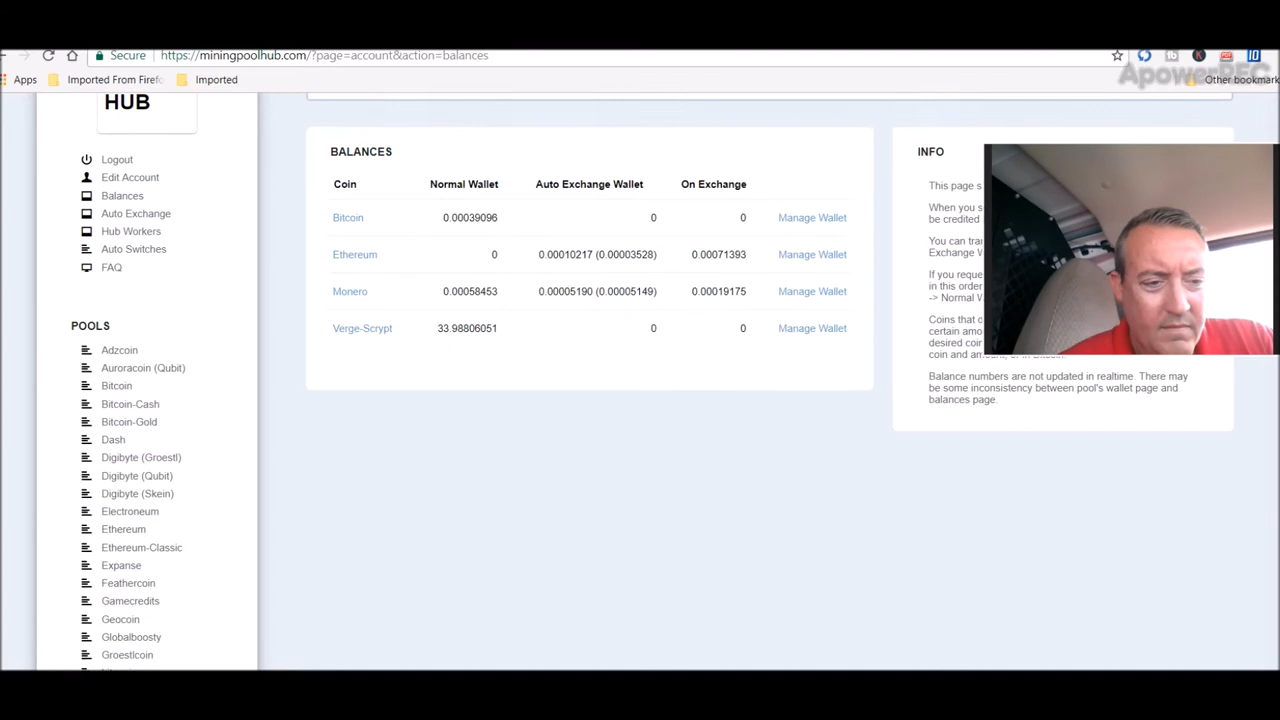 Secure https://miningpoolhub.com/?page=account&action=balances
Apps Imported From Firefo Imported Other bookmark
ApowerREC
HUB
Logout
Edit Account
Balances
Auto Exchange
Hub Workers
Auto Switches
FAQ
POOLS
Adzcoin
Auroracoin (Qubit)
Bitcoin
Bitcoin-Cash
Bitcoin-Gold
Dash
Digibyte (Groestl)
Digibyte (Qubit)
Digibyte (Skein)
Electroneum
Ethereum
Ethereum-Classic
Expanse
Feathercoin
Gamecredits
Geocoin
Globalboosty
Groestlcoin
BALANCES
Coin Normal Wallet Auto Exchange Wallet On Exchange
Bitcoin 0.00039096 0 0 Manage Wallet
Ethereum 0 0.00010217 (0.00003528) 0.00071393 Manage Wallet
Monero 0.00058453 0.00005190 (0.00005149) 0.00019175 Manage Wallet
Verge-Scrypt 33.98806051 0 0 Manage Wallet
INFO
This page s
When you s
be credited
You can tra
Exchange W
If you reque
in this order
-> Normal W
Coins that d
certain amo
desired coi
coin and amount, or in Bitcoin.
Balance numbers are not updated in realtime. There may
be some inconsistency between pool's wallet page and
balances page.